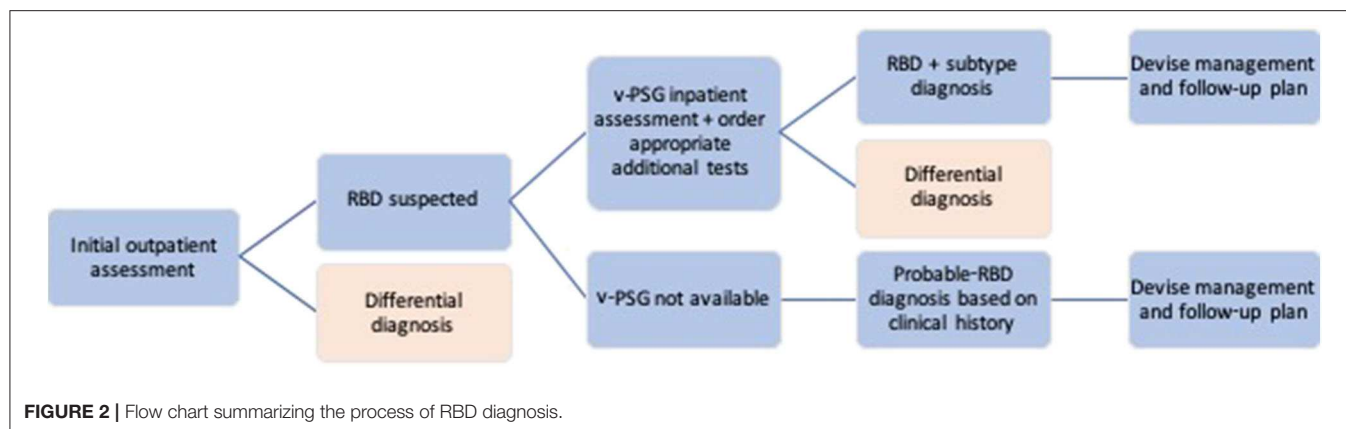 Initial outpatient
assessment
RBD suspected
Differential
diagnosis
v-PSG inpatient
assessment + order
appropriate
additional tests
v-PSG not available
RBD + subtype
diagnosis
Differential
diagnosis
Probable-RBD
diagnosis based on
clinical history
Devise management
and follow-up plan
Devise management
and follow-up plan
FIGURE 2 | Flow chart summarizing the process of RBD diagnosis.